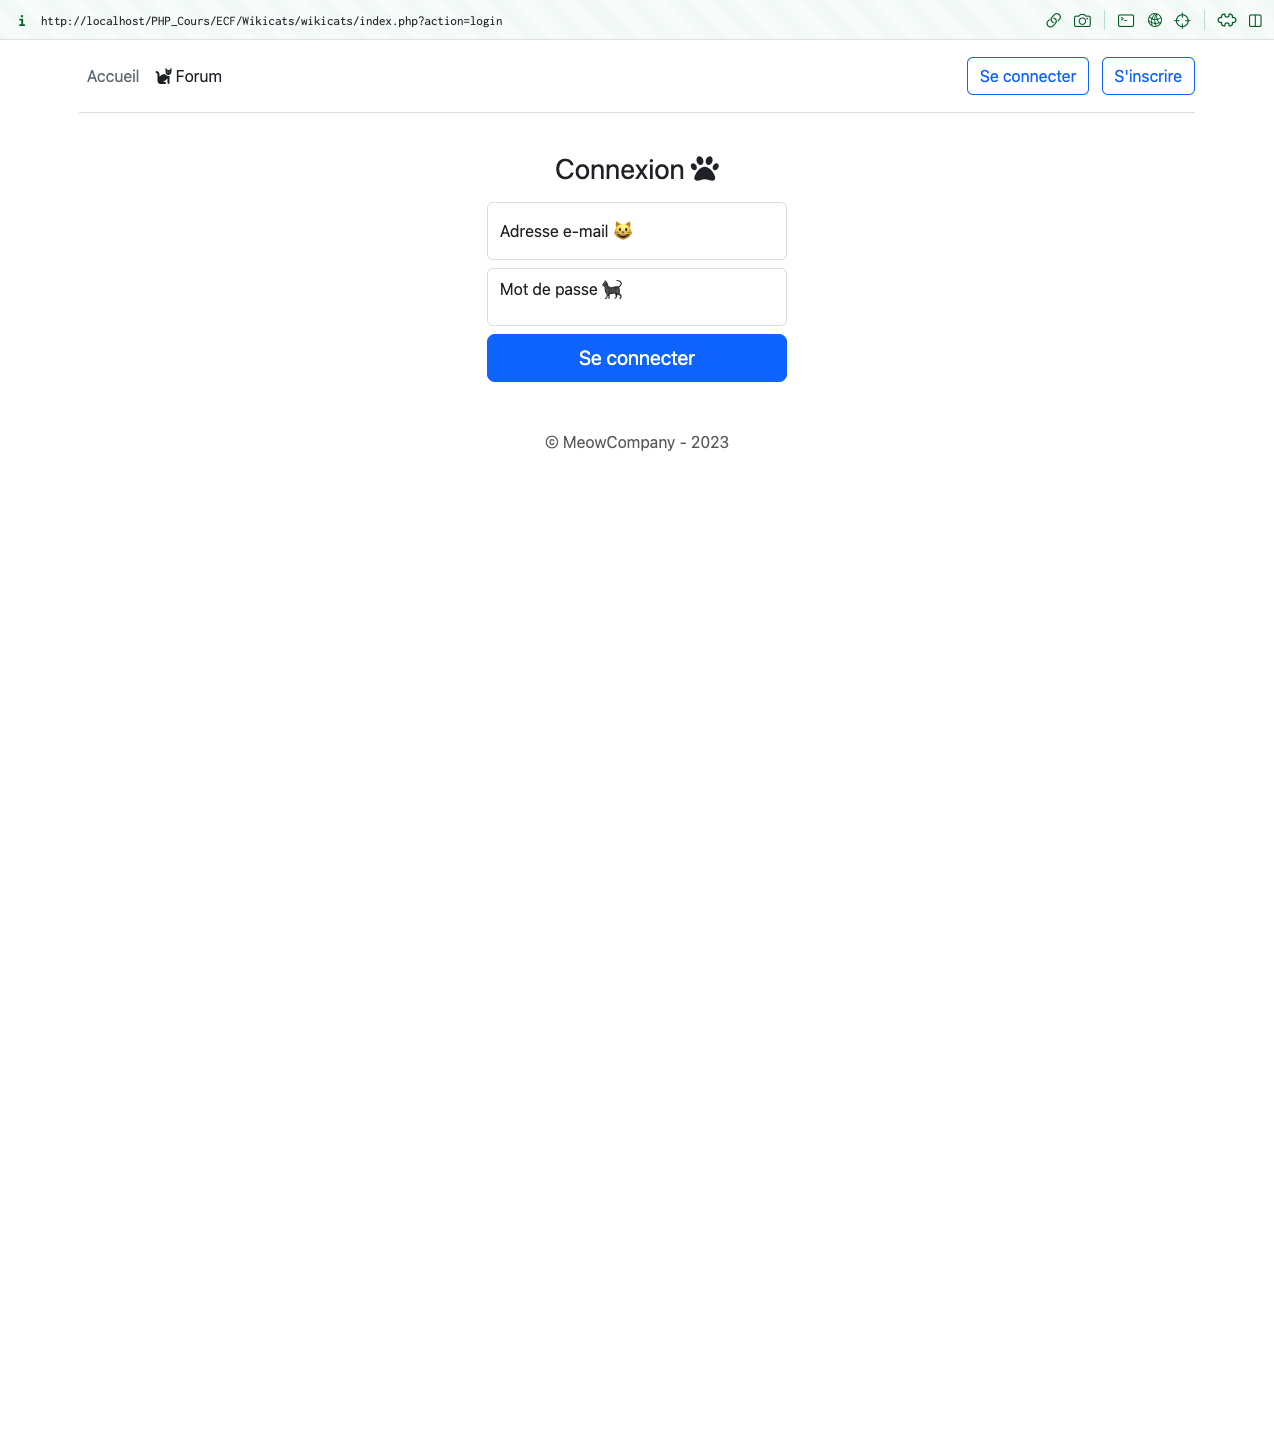 http://localhost/PHP_Cours/ECF/Wikicats/wikicats/index.php?action=login
Accueil Forum Se connecter S'inscrire
Connexion
Adresse e-mail 😺
Mot de passe 🐈‍⬛
Se connecter
© MeowCompany - 2023